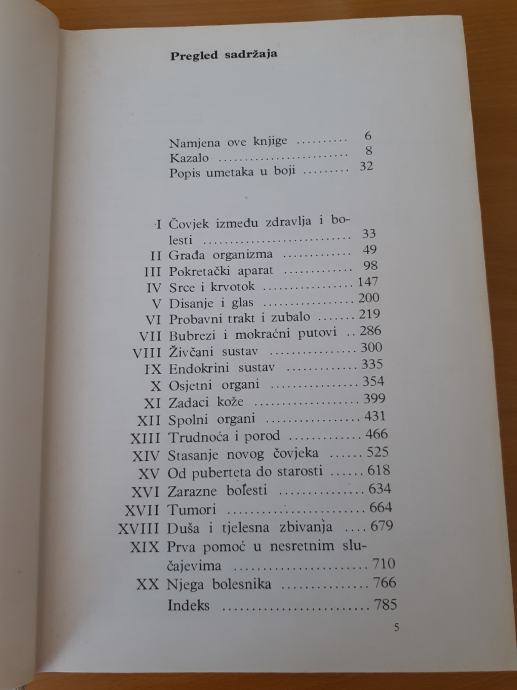 Pregled sadržaja
Namjena ove knjige .......... 6
Kazalo ......................... 8
Popis umetaka u boji ......... 32
I Čovjek između zdravlja i bo-
lesti ............................ 33
II Građa organizma ............. 49
III Pokretački aparat ............. 98
IV Srce i krvotok ................. 147
V Disanje i glas .................. 200
VI Probavni trakt i zubalo ....... 219
VII Bubrezi i mokraćni putovi .. 286
VIII Živčani sustav ................. 300
IX Endokrini sustav ............. 335
X Osjetni organi .................. 354
XI Zadaci kože .................... 399
XII Spolni organi .................. 431
XIII Trudnoća i porod ............. 466
XIV Stasanje novog čovjeka ...... 525
XV Od puberteta do starosti ..... 618
XVI Zarazne bolesti ................ 634
XVII Tumori ......................... 664
XVIII Duša i tjelesna zbivanja .... 679
XIX Prva pomoć u nesretnim slu-
čajevima ......................... 710
XX Njega bolesnika ............... 766
Indeks ........................... 785
5